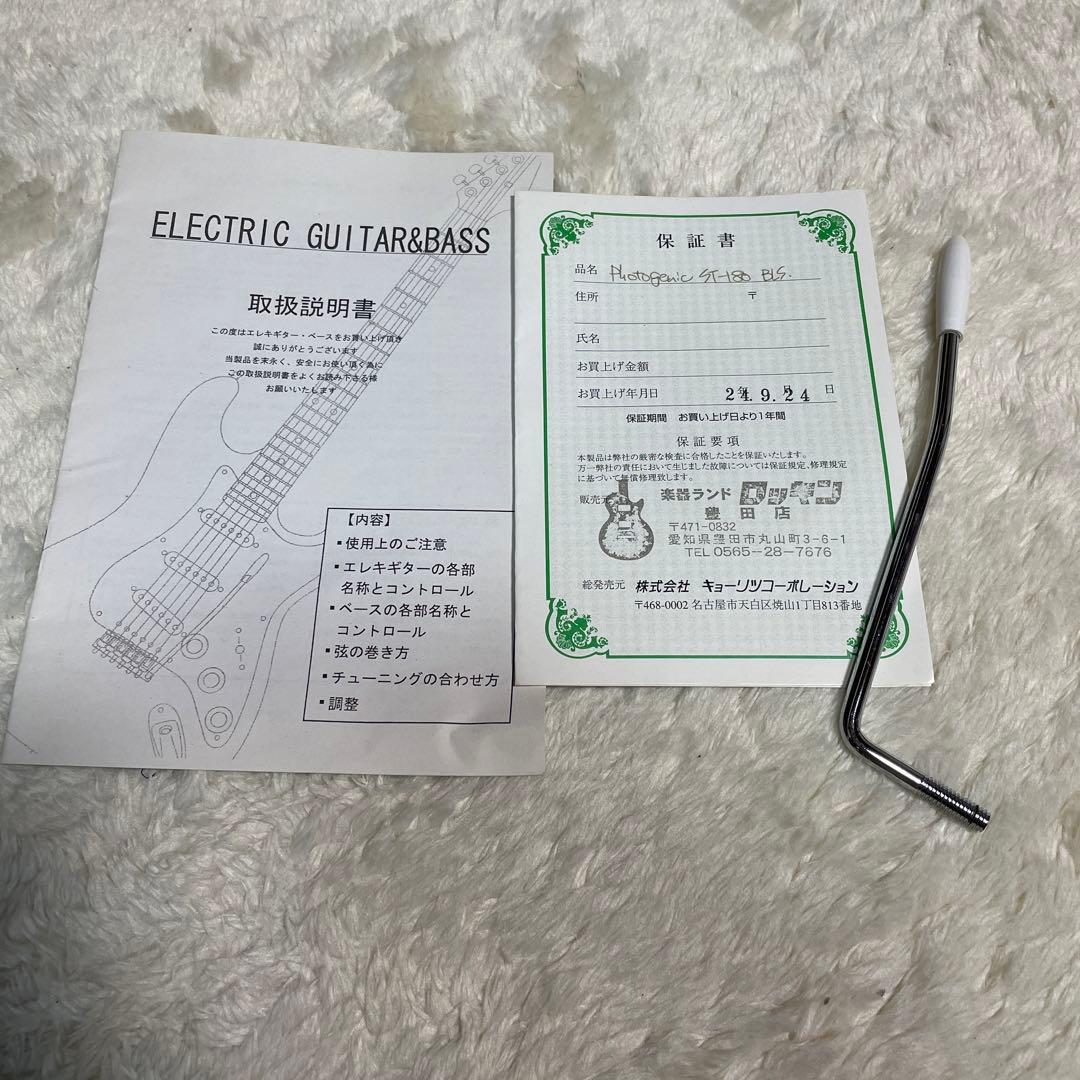 ELECTRIC GUITAR&BASS
取扱説明書
この度はエレキギター・ベースをお買い上げ頂き
誠にありがとうございます
当製品を末永く、安全にお使い頂く為に
この取扱説明書をよくお読み下さる様
お願いいたします
【内容】
▪使用上のご注意
▪エレキギターの各部
名称とコントロール
▪ベースの各部名称と
コントロール
▪弦の巻き方
▪チューニングの合わせ方
▪調整
保証書
品名 Photogenic ST-180 BLS.
住所 〒
氏名
お買上げ金額
お買上げ年月日 24.9.24 日
保証期間 お買い上げ日より1年間
保証要項
本製品は弊社の厳密な検査に合格したことを保証いたします。
万一弊社の責任において生じました故障については保証規定、修理規定
に基づいて無償修理致します。
販売元 楽器ランド ロッキン
豊田店
〒471-0832
愛知県豊田市丸山町3-6-1
TEL 0565-28-7676
総発売元 株式会社 キョーリツコーポレーション
〒468-0002 名古屋市天白区焼山1丁目813番地